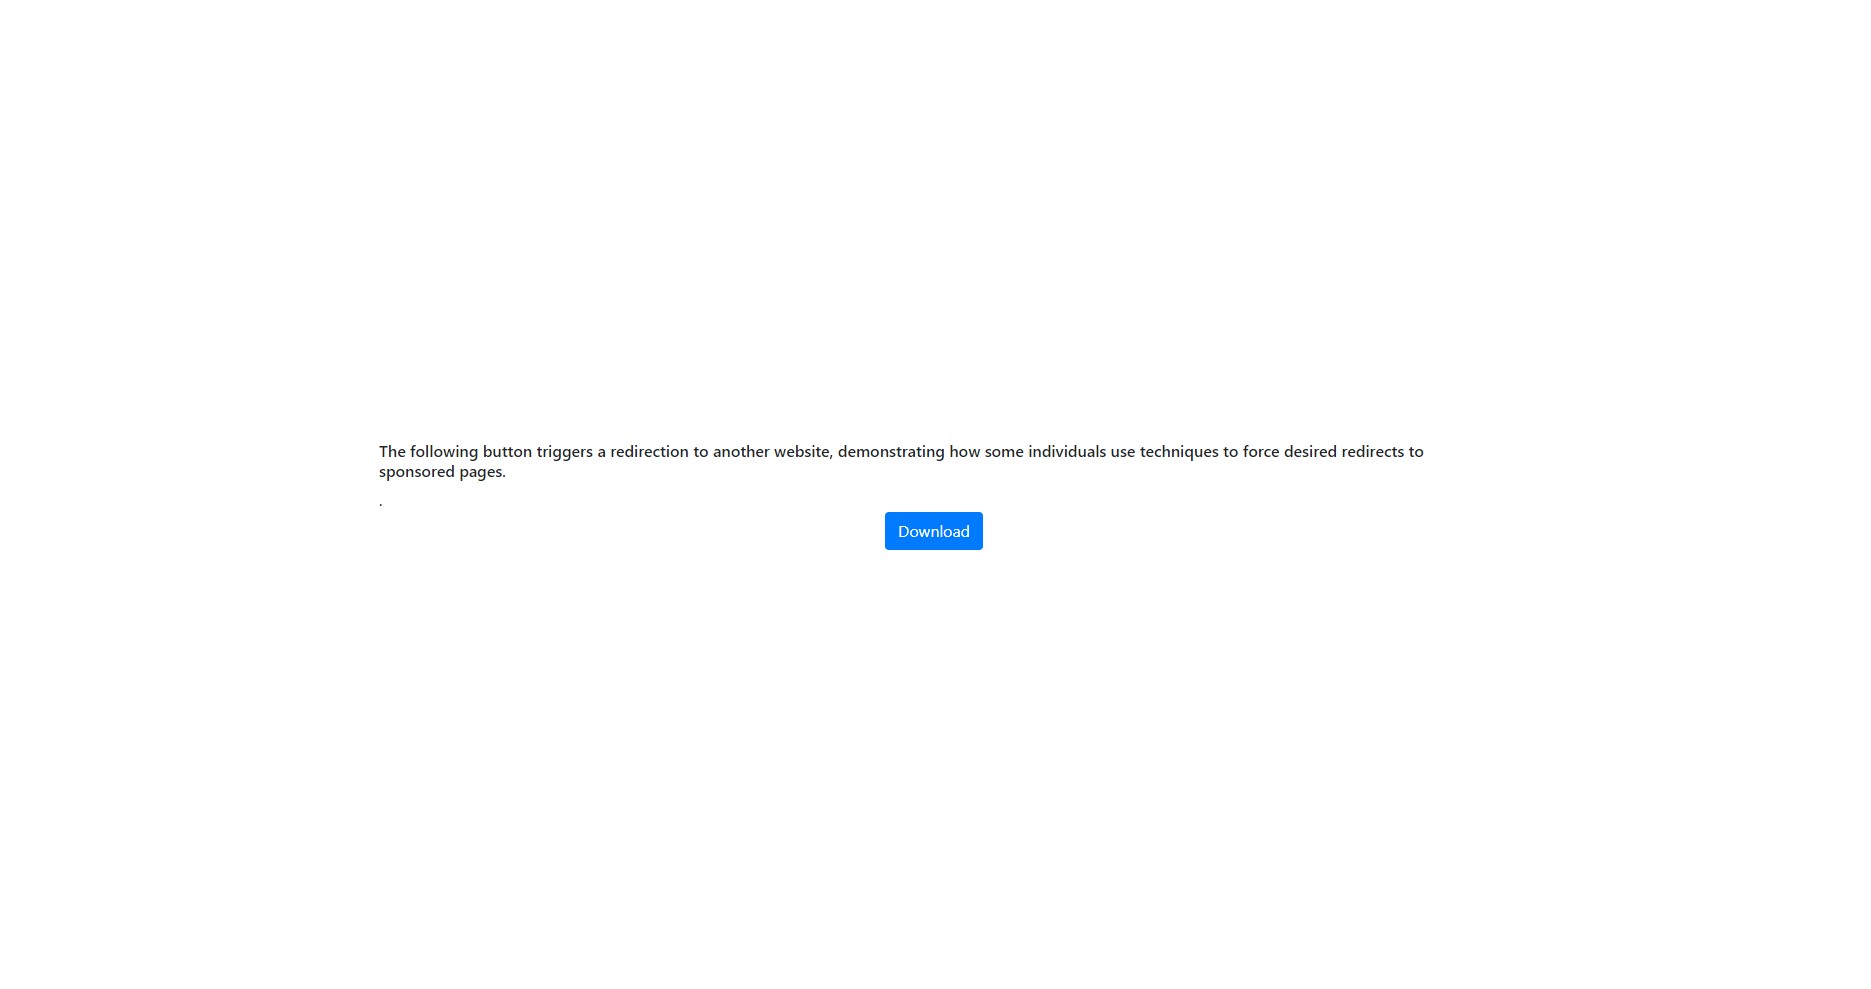 The following button triggers a redirection to another website, demonstrating how some individuals use techniques to force desired redirects to
sponsored pages.
.
Download